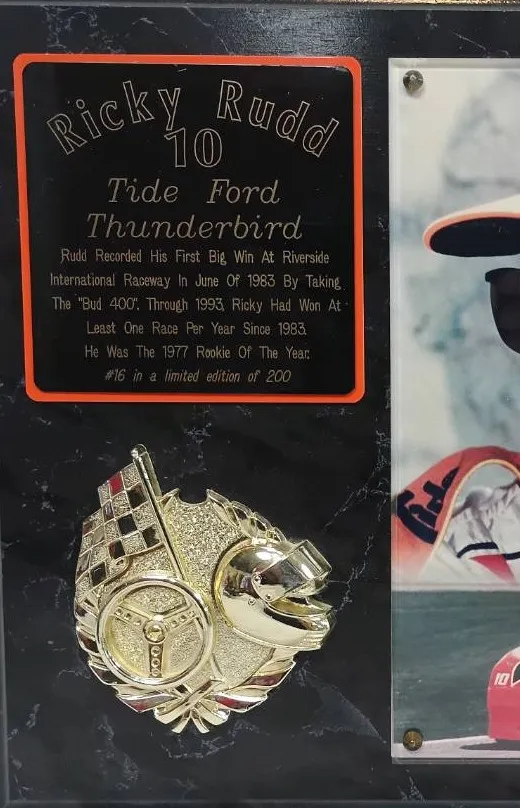 Ricky Rudd
10
Tide Ford
Thunderbird
Rudd Recorded His First Big Win At Riverside
International Raceway In June Of 1983 By Taking
The "Bud 400". Through 1993, Ricky Had Won At
Least One Race Per Year Since 1983.
He Was The 1977 Rookie Of The Year.
#16 in a limited edition of 200
Tide
10